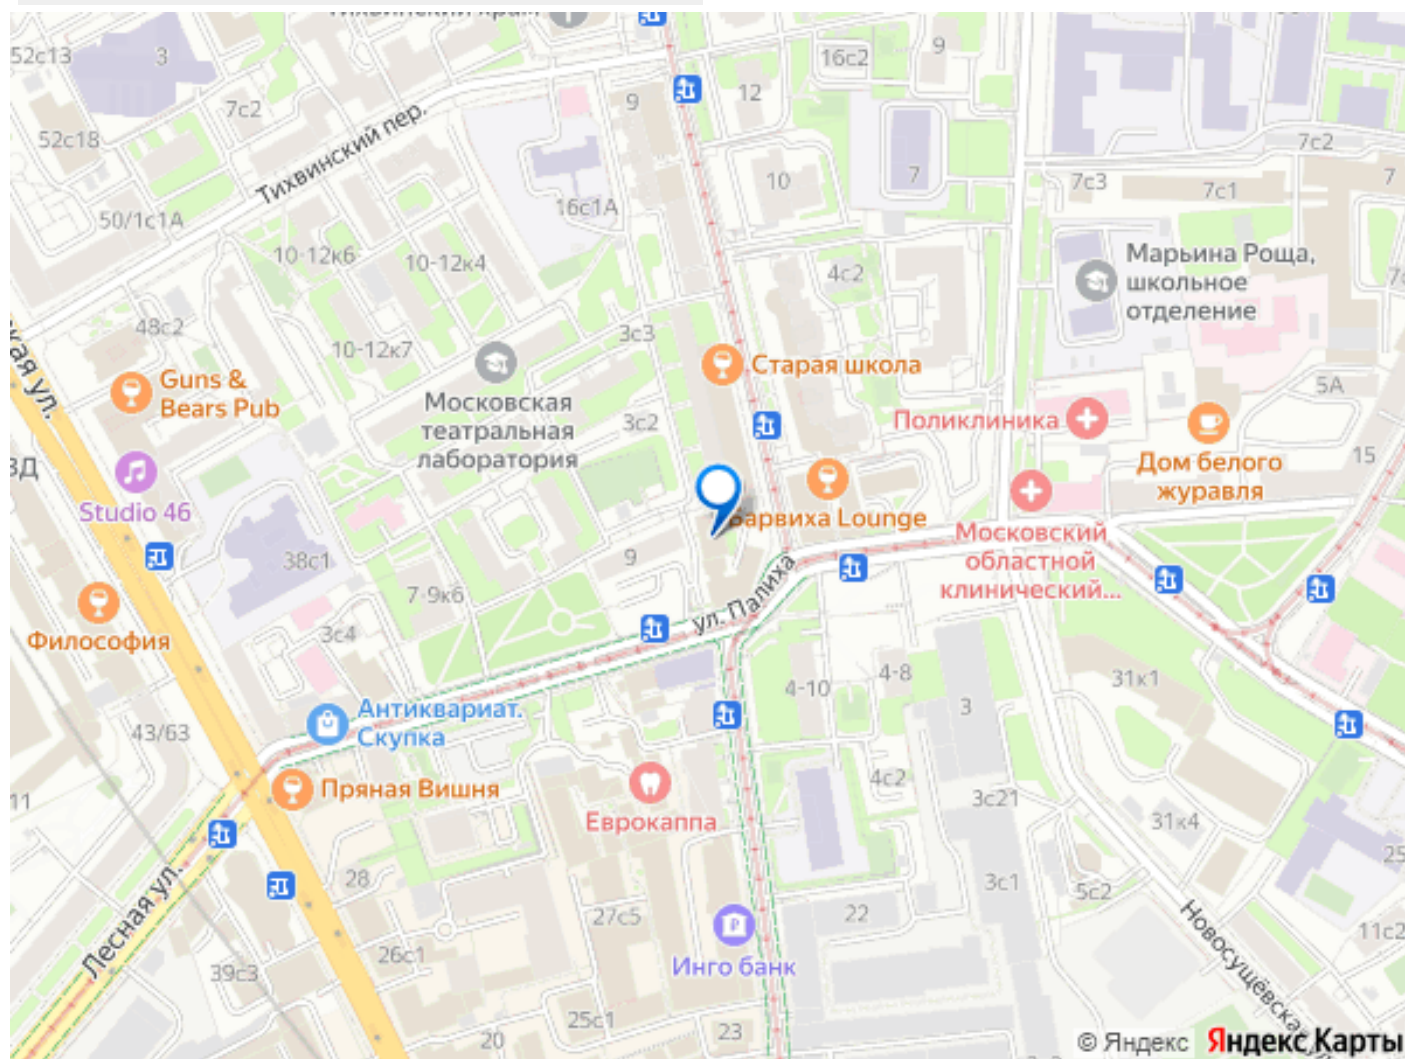 Тихвинский храм
52с13
3
16с2
9
7с2
9
12
52с18
Тихвинский пер.
7с2
10
7
7с3
7с1
7
50/1с1А
16с1А
10-12к6
10-12к4
4с2
Марьина Роща,
школьное
отделение
48с2
3с3
10-12к7
Старая школа
5А
Guns &
Bears Pub
Московская
театральная
лаборатория
3с2
Поликлиника
Дом белого
журавля
15
Studio 46
Барвиха Lounge
Московский
областной
клинический...
38с1
9
7-9к6
ул. Палиха
Философия
3с4
4-10
4-8
31к1
3
Антиквариат.
Скупка
43/63
Пряная Вишня
4с2
3с21
11
Еврокаппа
31к4
25
Лесная ул.
28
3с1
5с2
27с5
22
Новосущёвская
11с2
26с1
39с3
Инго банк
25с1
20
23
© Яндекс Яндекс Карты